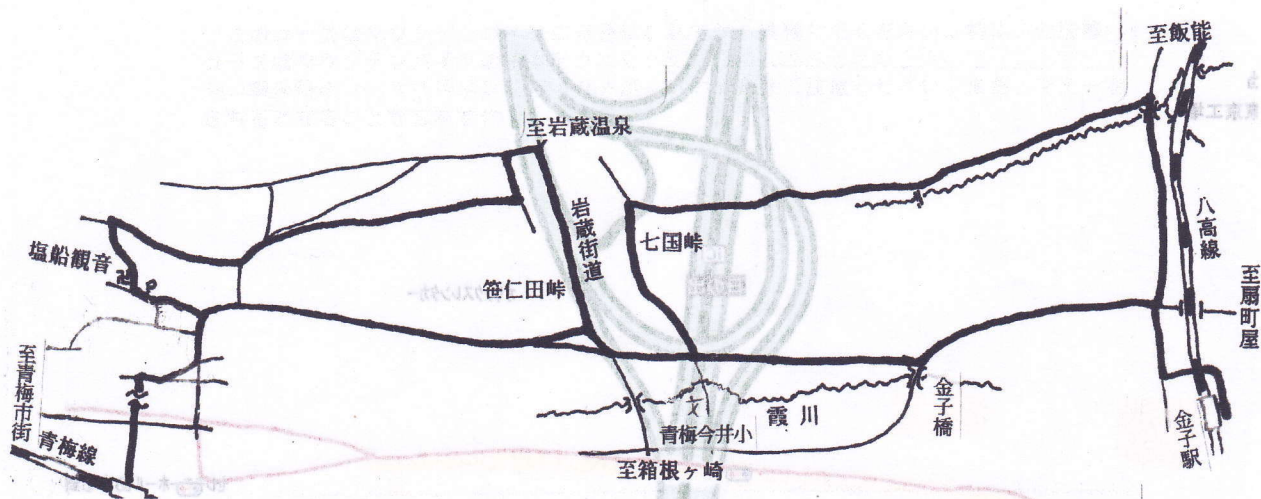 至飯能
至岩蔵温泉
岩蔵街道
七国峠
八高線
塩船観音
笹仁田峠
至扇町屋
至青梅市街
青梅線
霞川
金子橋
文
青梅今井小
金子駅
至箱根ヶ崎